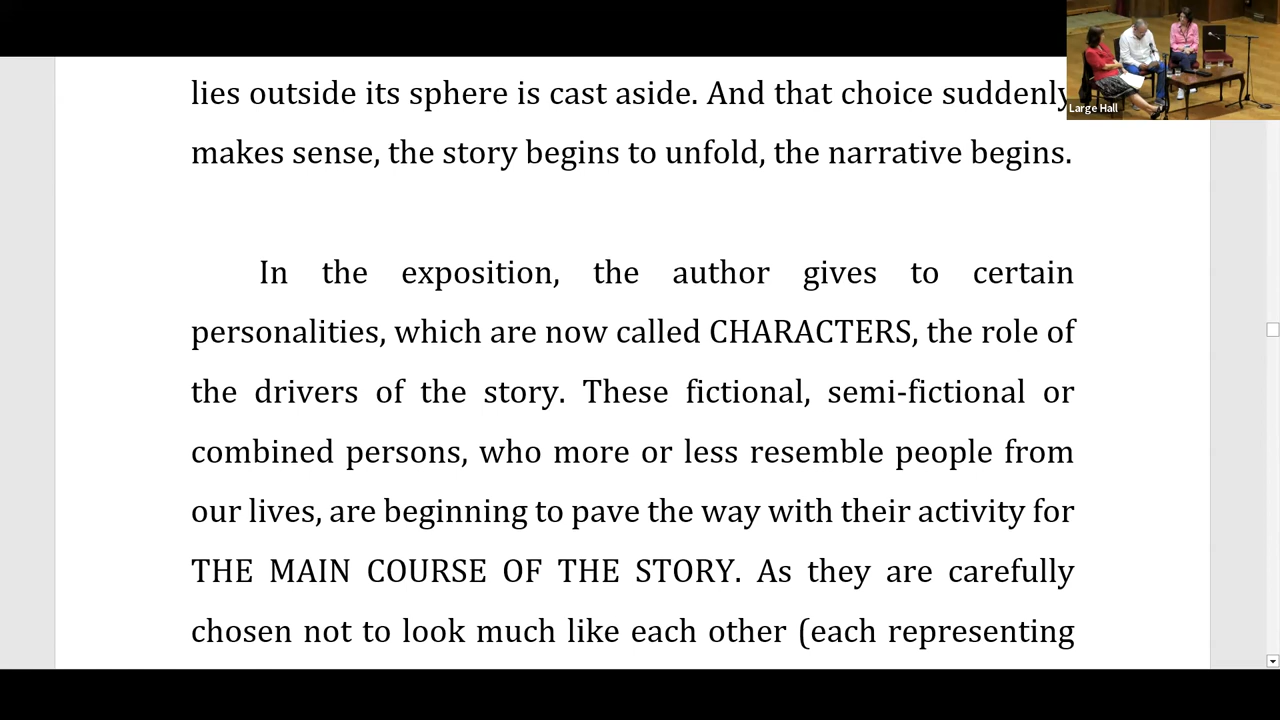 lies outside its sphere is cast aside. And that choice suddenly
makes sense, the story begins to unfold, the narrative begins.
In the exposition, the author gives to certain
personalities, which are now called CHARACTERS, the role of
the drivers of the story. These fictional, semi-fictional or
combined persons, who more or less resemble people from
our lives, are beginning to pave the way with their activity for
THE MAIN COURSE OF THE STORY. As they are carefully
chosen not to look much like each other (each representing
Large Hall